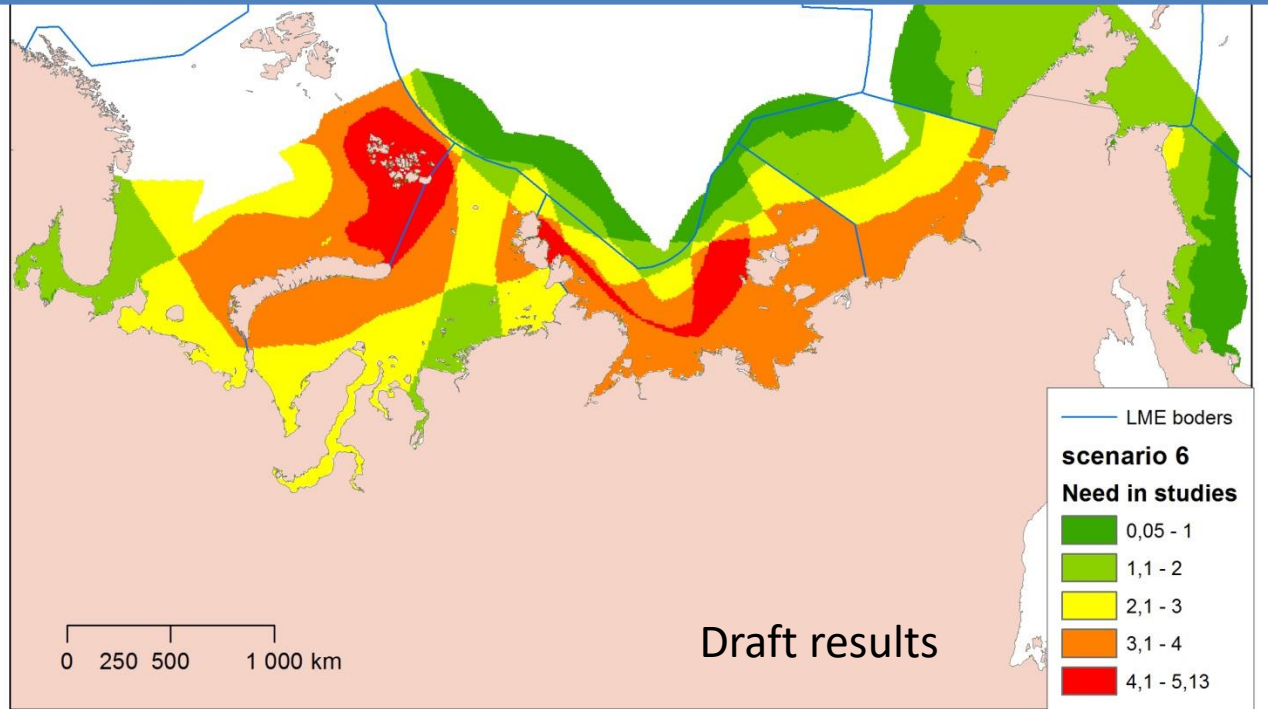 LME boders
scenario 6
Need in studies
0,05 - 1
1,1 - 2
2,1 - 3
3,1 - 4
4,1 - 5,13
Draft results
0 250 500 1 000 km